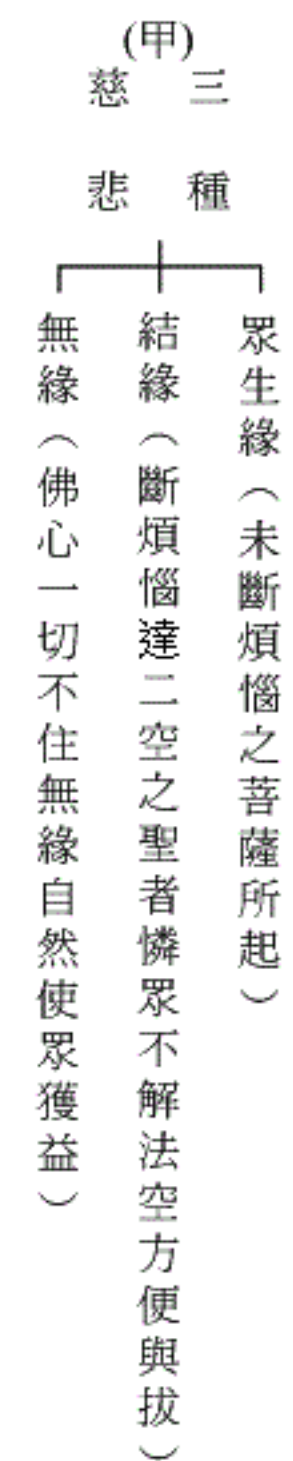 (甲)
三種
慈悲
眾生緣（未斷煩惱之菩薩所起）
結緣（斷煩惱達二空之聖者憐眾不解法空方便與拔）
無緣（佛心一切不住無緣自然使眾獲益）